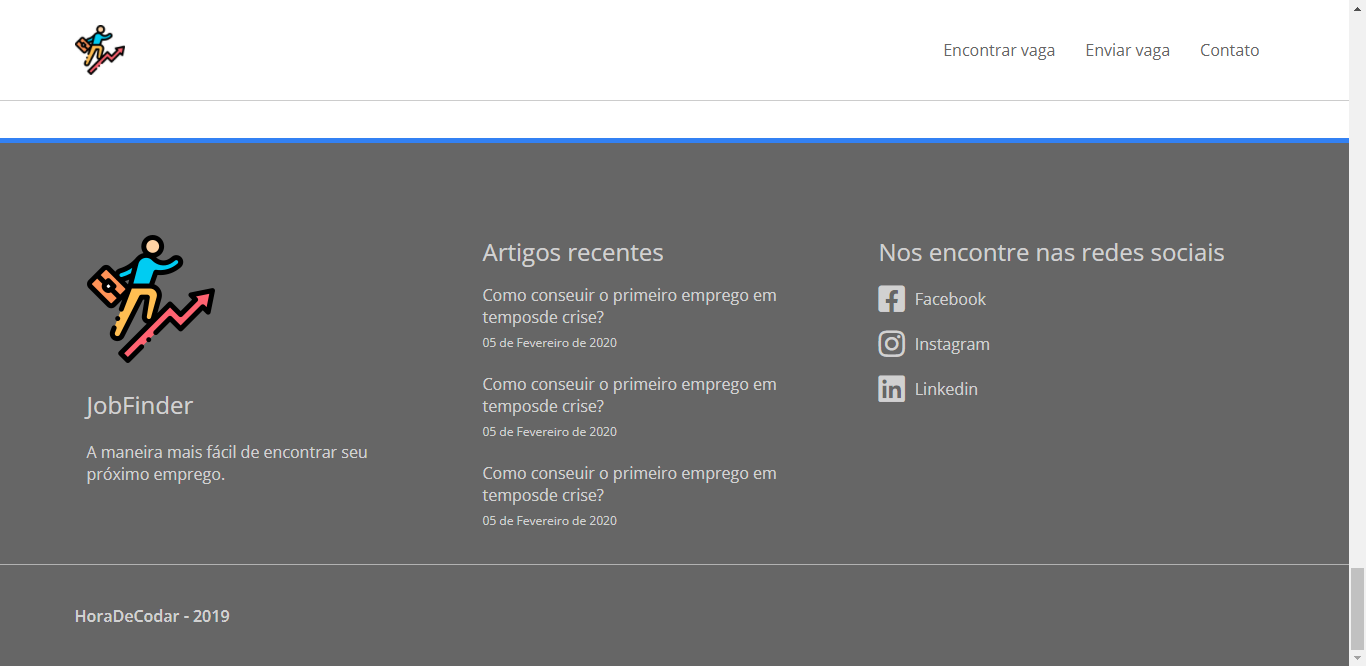 Encontrar vaga
Enviar vaga
Contato
JobFinder
A maneira mais fácil de encontrar seu
próximo emprego.
Artigos recentes
Como conseuir o primeiro emprego em
temposde crise?
05 de Fevereiro de 2020
Como conseuir o primeiro emprego em
temposde crise?
05 de Fevereiro de 2020
Como conseuir o primeiro emprego em
temposde crise?
05 de Fevereiro de 2020
Nos encontre nas redes sociais
Facebook
Instagram
Linkedin
HoraDeCodar - 2019